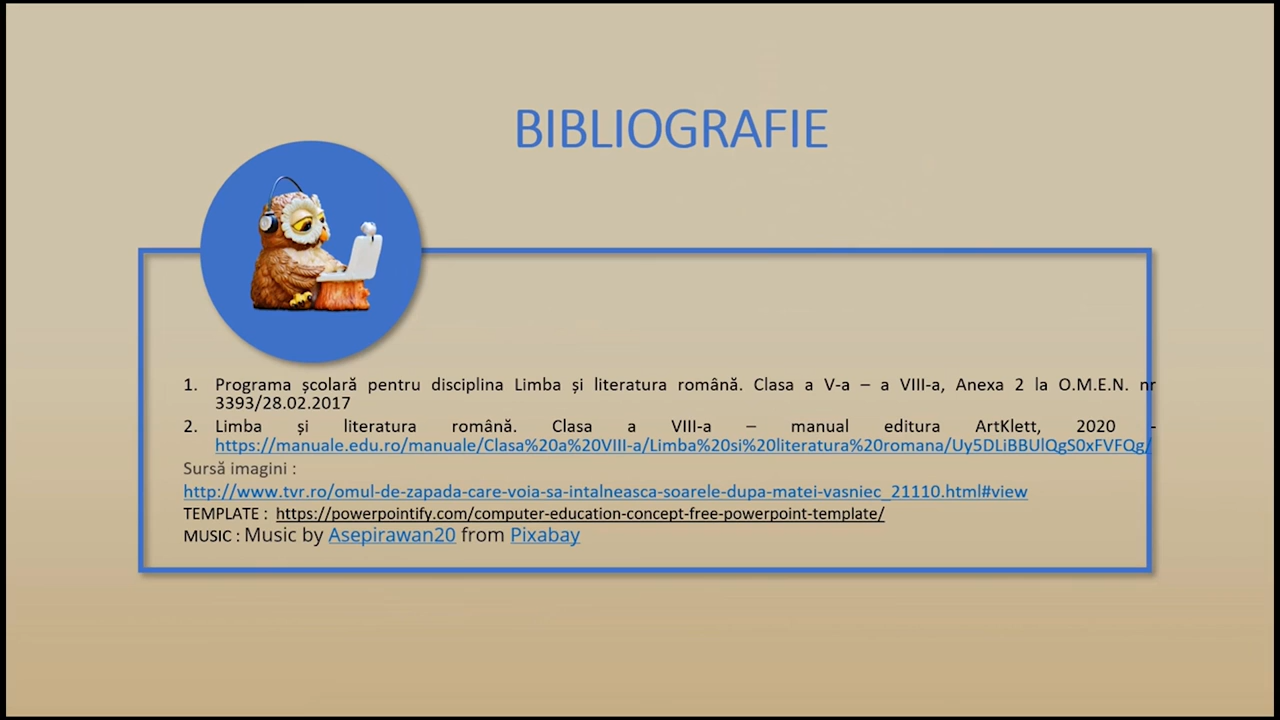 BIBLIOGRAFIE
1. Programa școlară pentru disciplina Limba și literatura română. Clasa a V-a – a VIII-a, Anexa 2 la O.M.E.N. nr
3393/28.02.2017
2. Limba și literatura română. Clasa a VIII-a – manual editura ArtKlett, 2020 -
https://manuale.edu.ro/manuale/Clasa%20a%20VIII-a/Limba%20si%20literatura%20romana/Uy5DLiBBUlQgS0xFVFQg/
Sursă imagini :
http://www.tvr.ro/omul-de-zapada-care-voia-sa-intalneasca-soarele-dupa-matei-vasniec_21110.html#view
TEMPLATE : https://powerpointify.com/computer-education-concept-free-powerpoint-template/
MUSIC : Music by Asepirawan20 from Pixabay